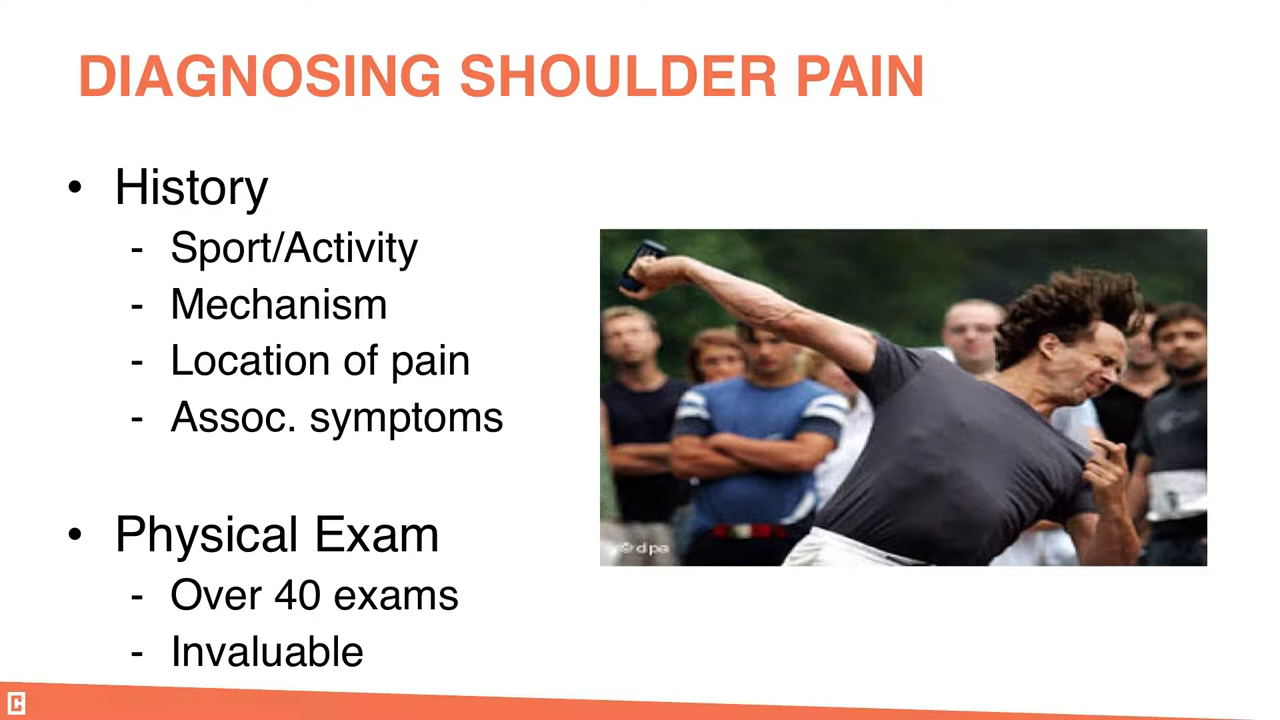 DIAGNOSING SHOULDER PAIN
• History
- Sport/Activity
- Mechanism
- Location of pain
- Assoc. symptoms
• Physical Exam
- Over 40 exams
- Invaluable
© dpa
C